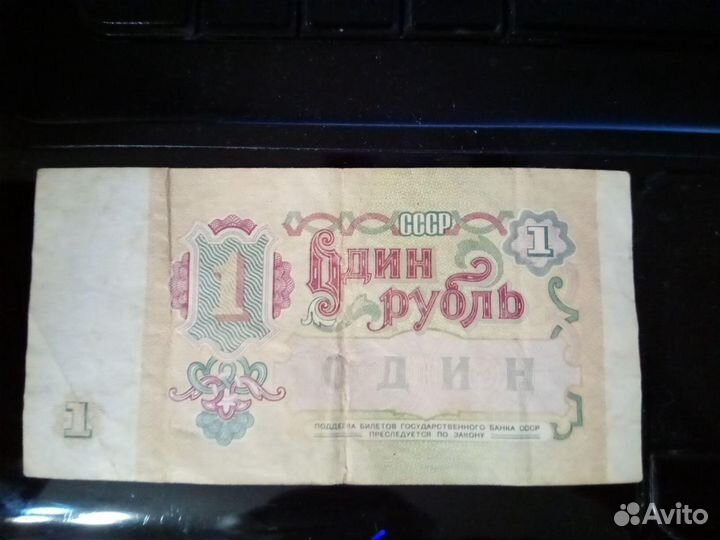 СССР
1
1
Один
рубль
ОДИН
1
ПОДДЕЛКА БИЛЕТОВ ГОСУДАРСТВЕННОГО БАНКА СССР
ПРЕСЛЕДУЕТСЯ ПО ЗАКОНУ
Avito